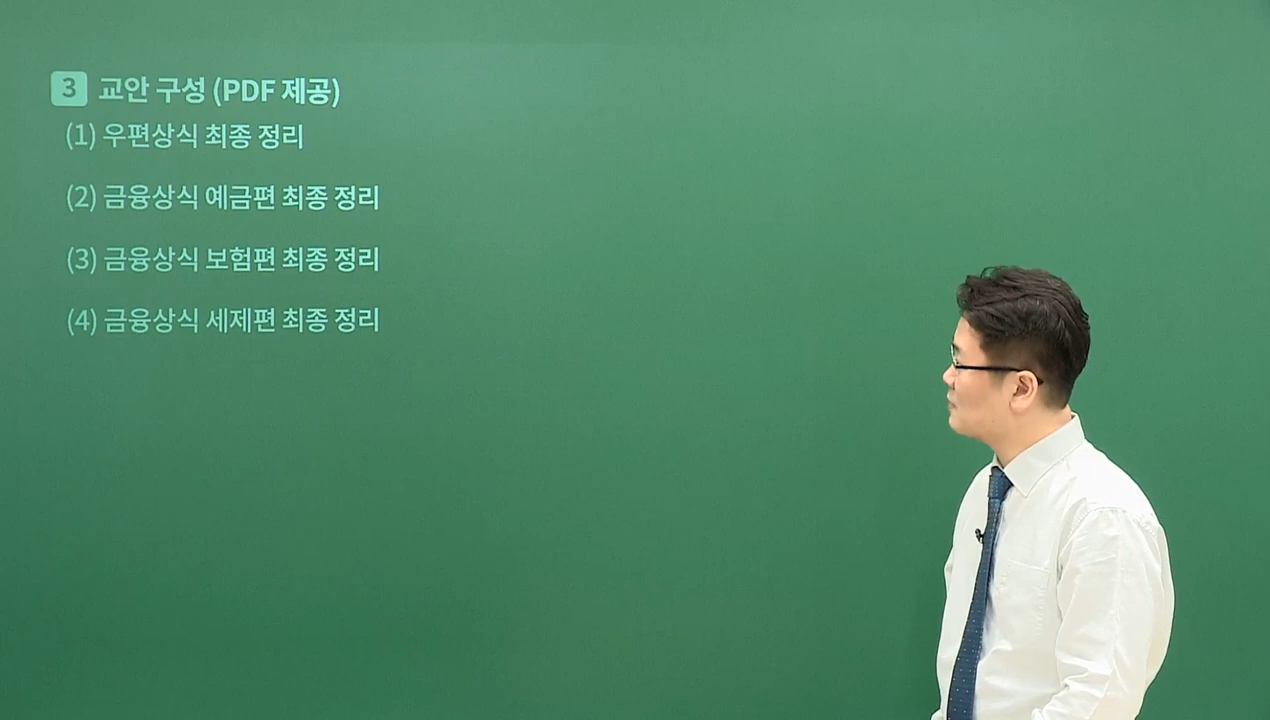 3 교안 구성 (PDF 제공)
(1) 우편상식 최종 정리
(2) 금융상식 예금편 최종 정리
(3) 금융상식 보험편 최종 정리
(4) 금융상식 세제편 최종 정리